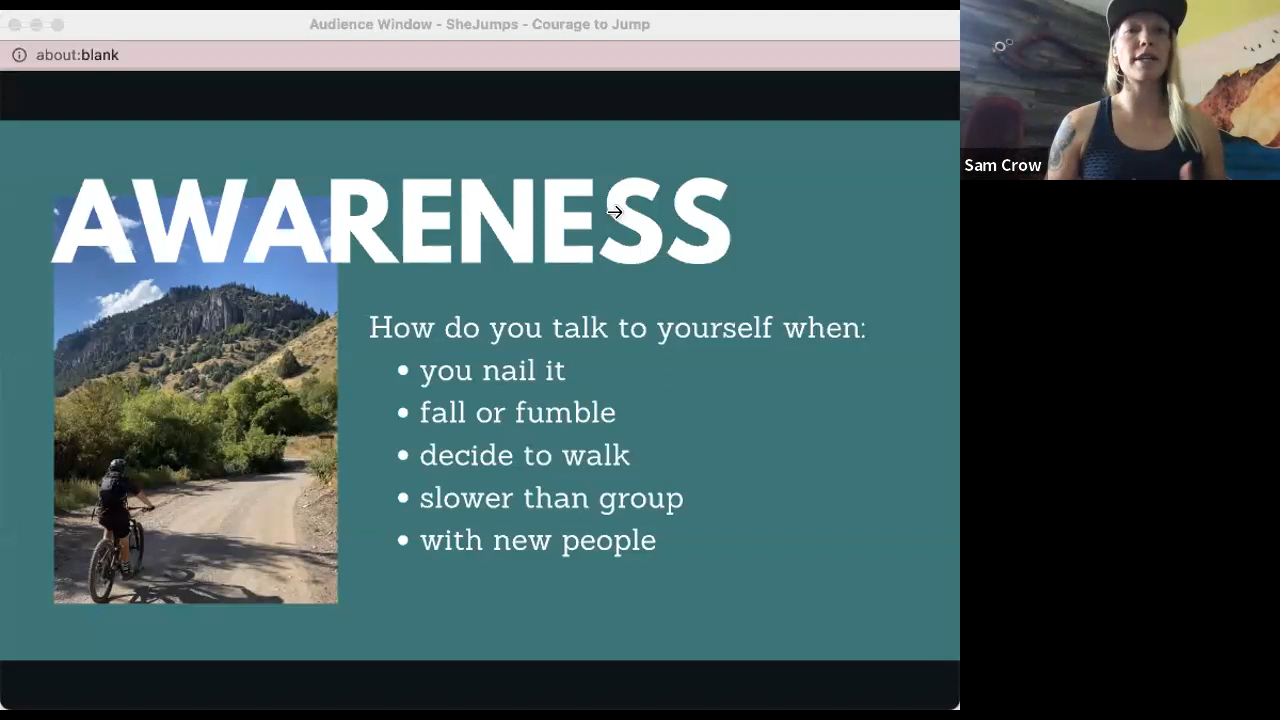 Audience Window - SheJumps - Courage to Jump
about:blank
Sam Crow
AWARENESS
How do you talk to yourself when:
• you nail it
• fall or fumble
• decide to walk
• slower than group
• with new people